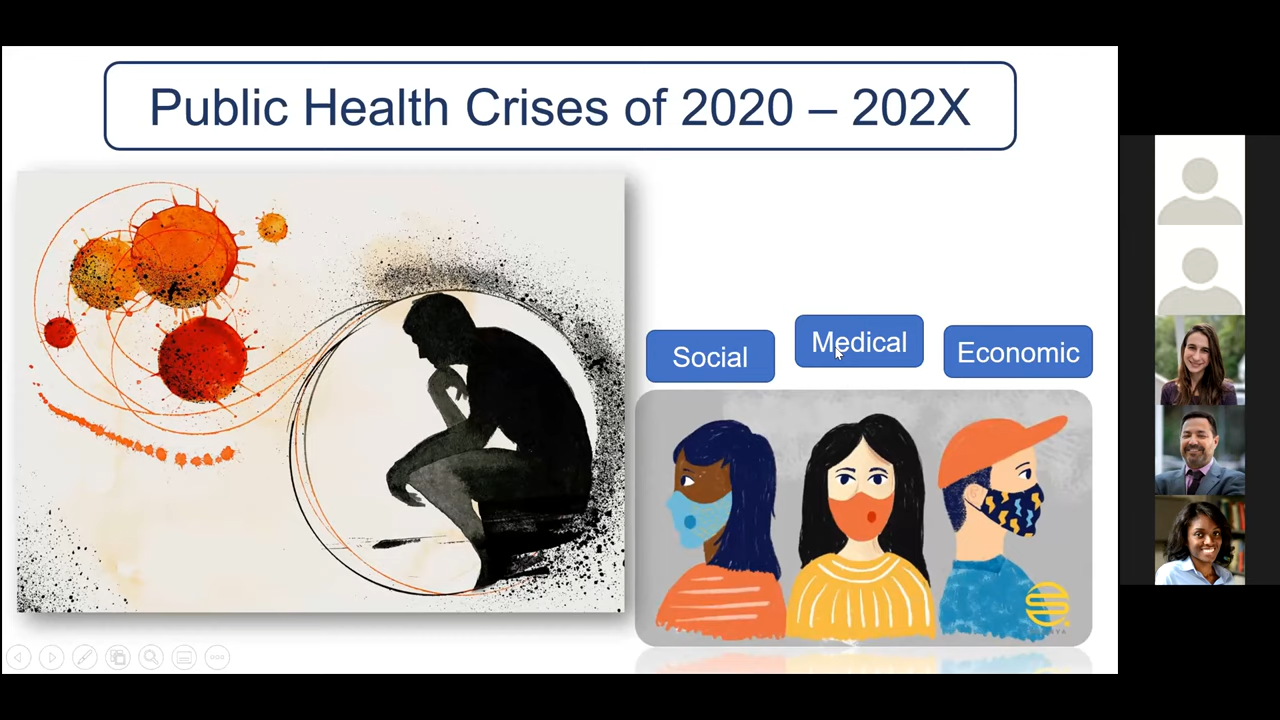 Public Health Crises of 2020 – 202X
Social
Medical
Economic